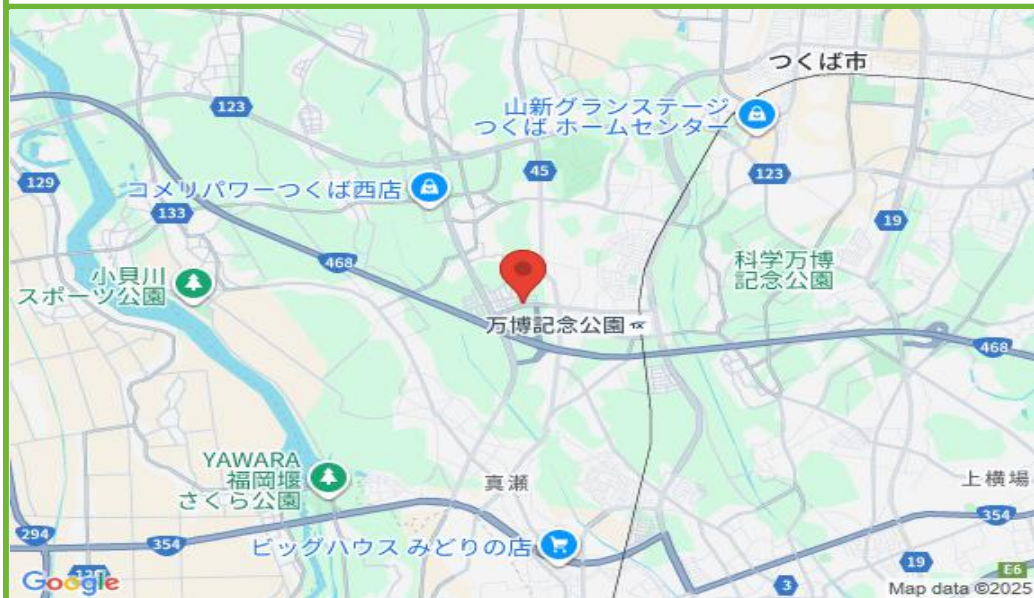 つくば市
山新グランステージ
つくば ホームセンター
123
123
129
45
19
コメリパワーつくば西店
133
468
科学万博
記念公園
小貝川
スポーツ公園
万博記念公園
468
YAWARA
福岡堰
さくら公園
真瀬
上横場
354
294
354
ビッグハウス みどりの店
19
E6
3
Google
Map data ©2025